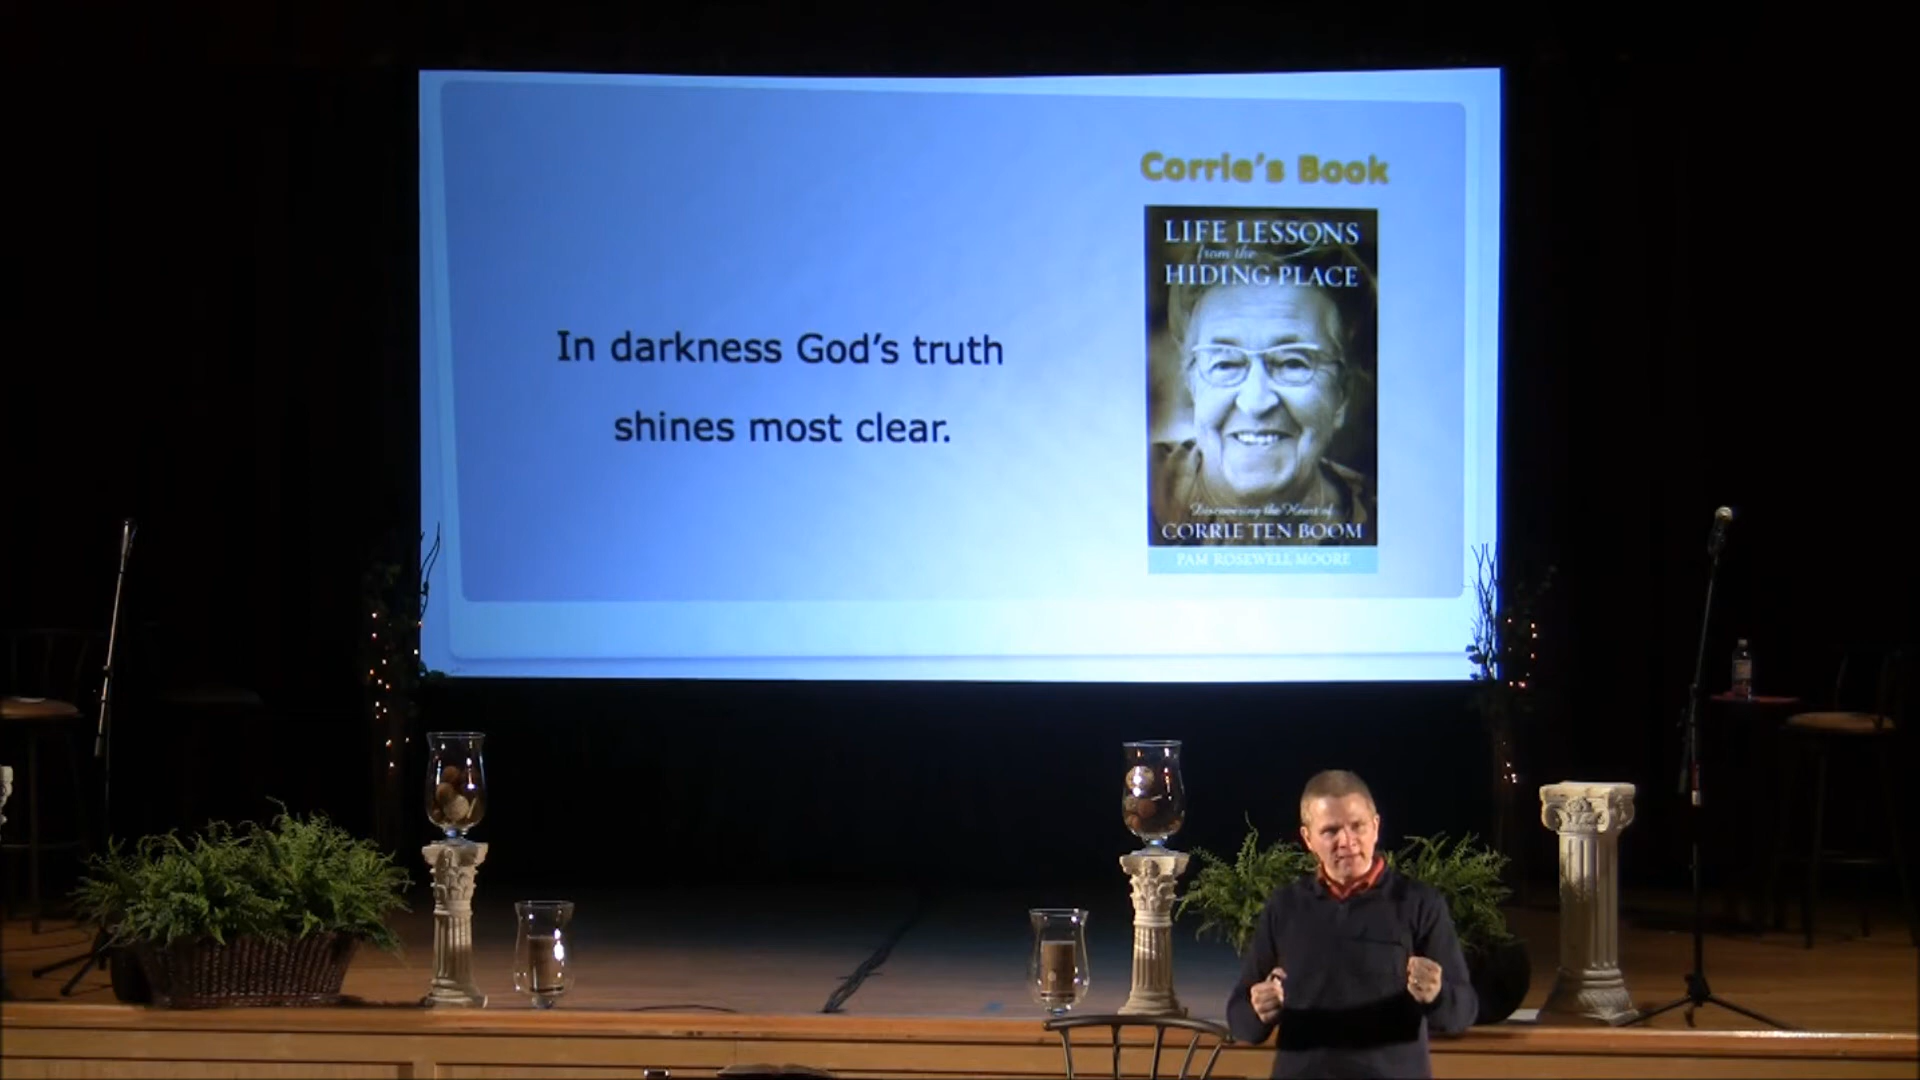 Corrie's Book
LIFE LESSONS
from the
HIDING PLACE
In darkness God's truth
shines most clear.
Discovering the Heart of
CORRIE TEN BOOM
PAM ROSEWELL MOORE